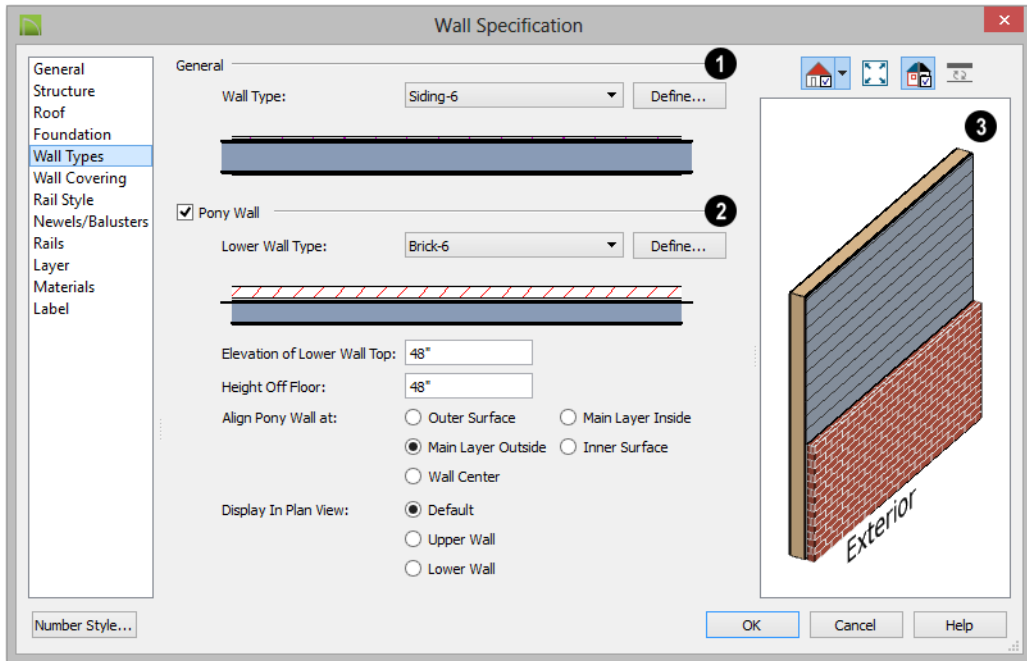 Wall Specification
General
Structure
Roof
Foundation
Wall Types
Wall Covering
Rail Style
Newels/Balusters
Rails
Layer
Materials
Label
General
1
Wall Type:
Siding-6
Define...
Pony Wall
2
Lower Wall Type:
Brick-6
Define...
Elevation of Lower Wall Top:
48"
Height Off Floor:
48"
Align Pony Wall at:
Outer Surface
Main Layer Inside
Main Layer Outside
Inner Surface
Wall Center
Display In Plan View:
Default
Upper Wall
Lower Wall
3
Exterior
Number Style...
OK
Cancel
Help